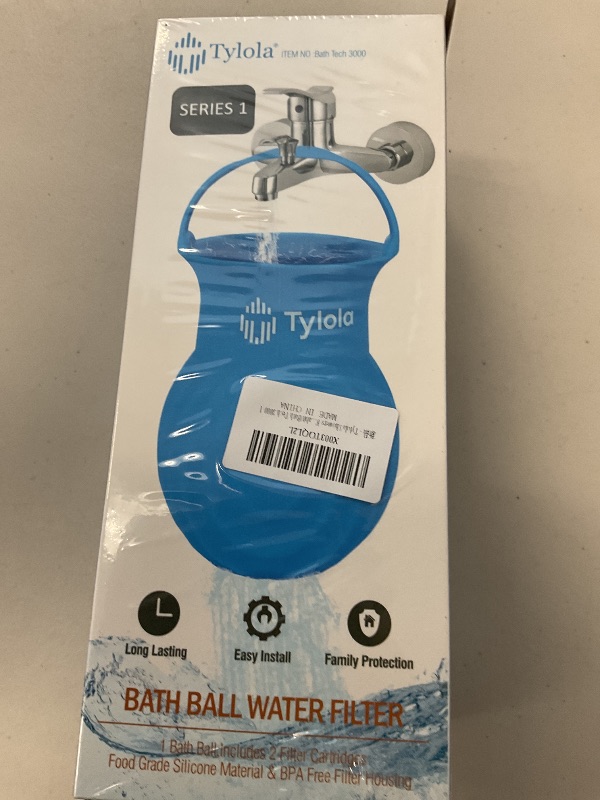 Tylola® ITEM NO: Bath Tech 3000
SERIES 1
Tylola
MADE IN CHINA
Long Lasting
Easy Install
Family Protection
BATH BALL WATER FILTER
1 Bath Ball Includes 2 Filter Cartridges
Food Grade Silicone Material & BPA Free Filter Housing